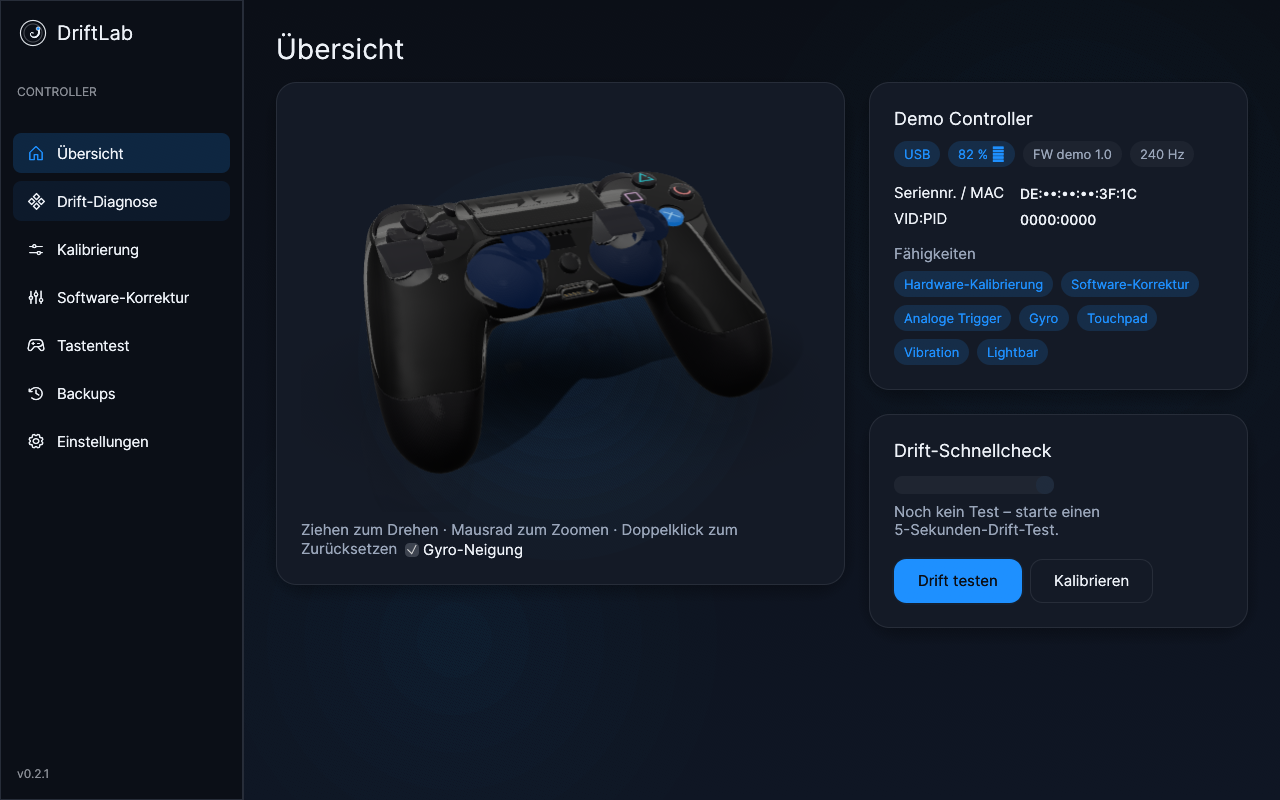 DriftLab
CONTROLLER
Übersicht
Drift-Diagnose
Kalibrierung
Software-Korrektur
Tastentest
Backups
Einstellungen
v0.2.1
Übersicht
Ziehen zum Drehen · Mausrad zum Zoomen · Doppelklick zum
Zurücksetzen Gyro-Neigung
Demo Controller
USB 82 % FW demo 1.0 240 Hz
Seriennr. / MAC DE:••:••:••:3F:1C
VID:PID 0000:0000
Fähigkeiten
Hardware-Kalibrierung Software-Korrektur
Analoge Trigger Gyro Touchpad
Vibration Lightbar
Drift-Schnellcheck
Noch kein Test – starte einen
5-Sekunden-Drift-Test.
Drift testen Kalibrieren